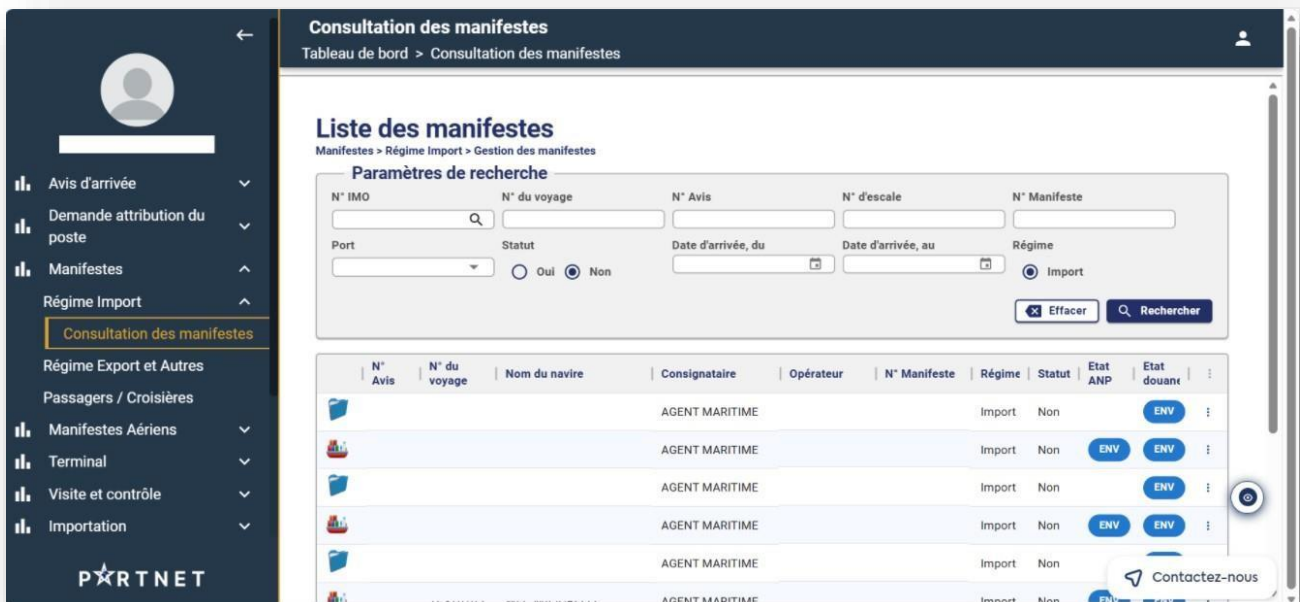 Consultation des manifestes
Tableau de bord > Consultation des manifestes
Avis d'arrivée
Demande attribution du
poste
Manifestes
Régime Import
Consultation des manifestes
Régime Export et Autres
Passagers / Croisières
Manifestes Aériens
Terminal
Visite et contrôle
Importation
PORTNET
Liste des manifestes
Manifestes > Régime Import > Gestion des manifestes
Paramètres de recherche
N° IMO N° du voyage N° Avis N° d'escale N° Manifeste
Port Statut Date d'arrivée, du Date d'arrivée, au Régime
Oui Non Import
Effacer Rechercher
N° Avis N° du voyage Nom du navire Consignataire Opérateur N° Manifeste Régime Statut Etat ANP Etat douane
AGENT MARITIME Import Non ENV
AGENT MARITIME Import Non ENV ENV
AGENT MARITIME Import Non ENV
AGENT MARITIME Import Non ENV ENV
AGENT MARITIME Import Non
AGENT MARITIME Import Non ENV ENV
Contactez-nous